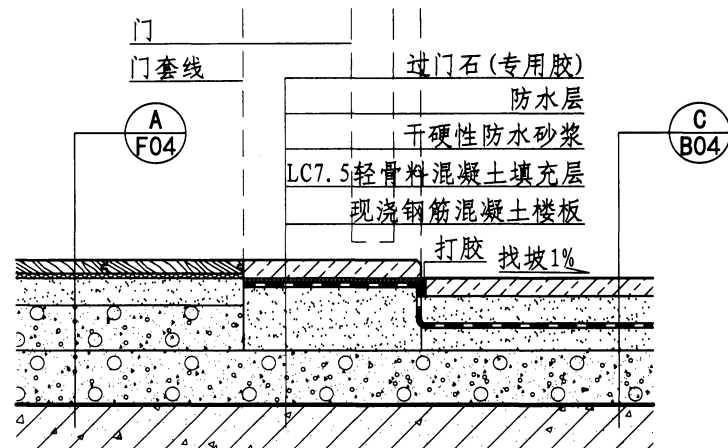 门
门套线
过门石(专用胶)
防水层
干硬性防水砂浆
LC7.5轻骨料混凝土填充层
现浇钢筋混凝土楼板
打胶
找坡1%
A
F04
C
B04